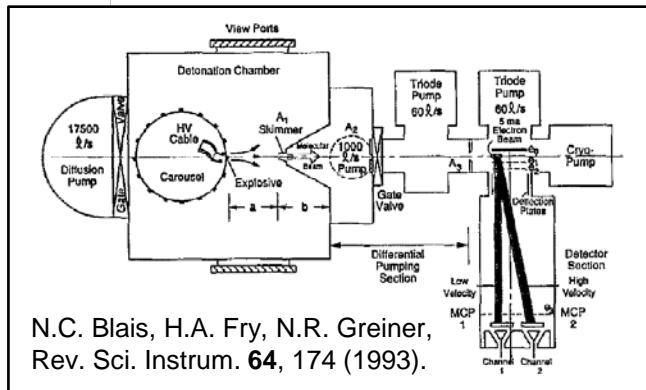 View Ports
Detonation Chamber
17500
ℓ/s
Diffusion
Pump
Valve
Gate
HV
Cable
Carousel
A1
Skimmer
Molecular
Beam
Explosive
a
b
A2
1000
ℓ/s
Pump
Gate
Valve
Triode
Pump
60ℓ/s
Triode
Pump
60ℓ/s
5 ma
Electron
Beam
A3
Cryo-
Pump
Deflection
Plates
Differential
Pumping
Section
Detector
Section
Low
Velocity
High
Velocity
MCP
1
MCP
2
Channel
1
Channel
2
N.C. Blais, H.A. Fry, N.R. Greiner,
Rev. Sci. Instrum. 64, 174 (1993).